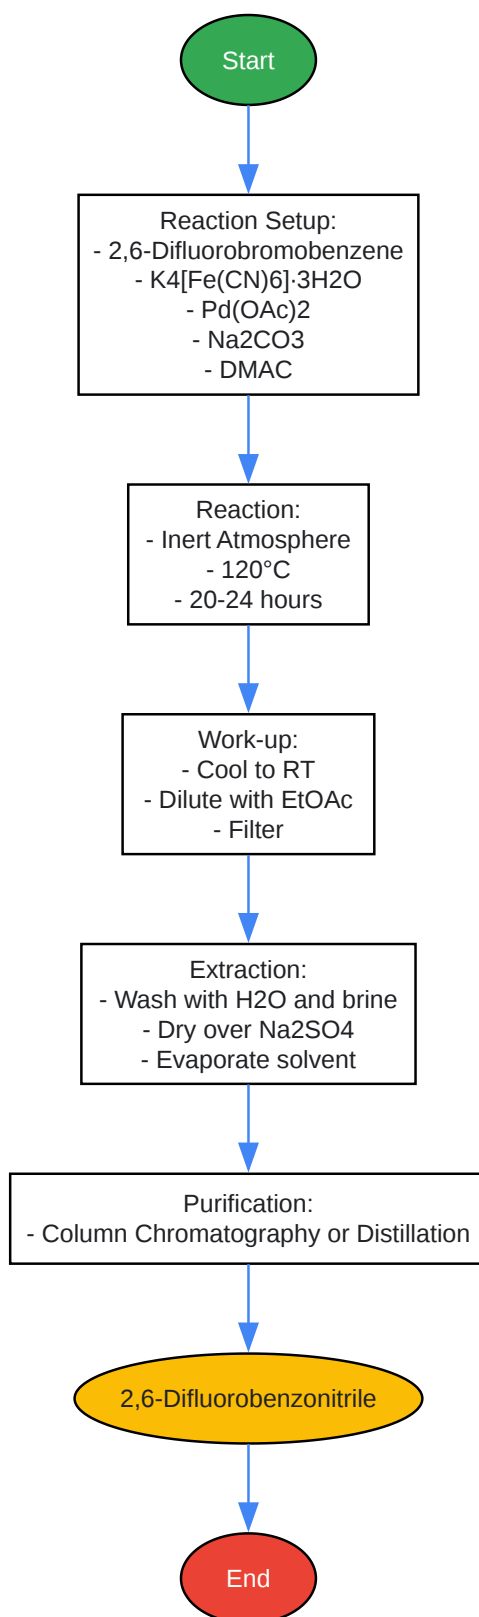 Start
Reaction Setup:
- 2,6-Difluorobromobenzene
- K4[Fe(CN)6]·3H2O
- Pd(OAc)2
- Na2CO3
- DMAC
Reaction:
- Inert Atmosphere
- 120°C
- 20-24 hours
Work-up:
- Cool to RT
- Dilute with EtOAc
- Filter
Extraction:
- Wash with H2O and brine
- Dry over Na2SO4
- Evaporate solvent
Purification:
- Column Chromatography or Distillation
2,6-Difluorobenzonitrile
End